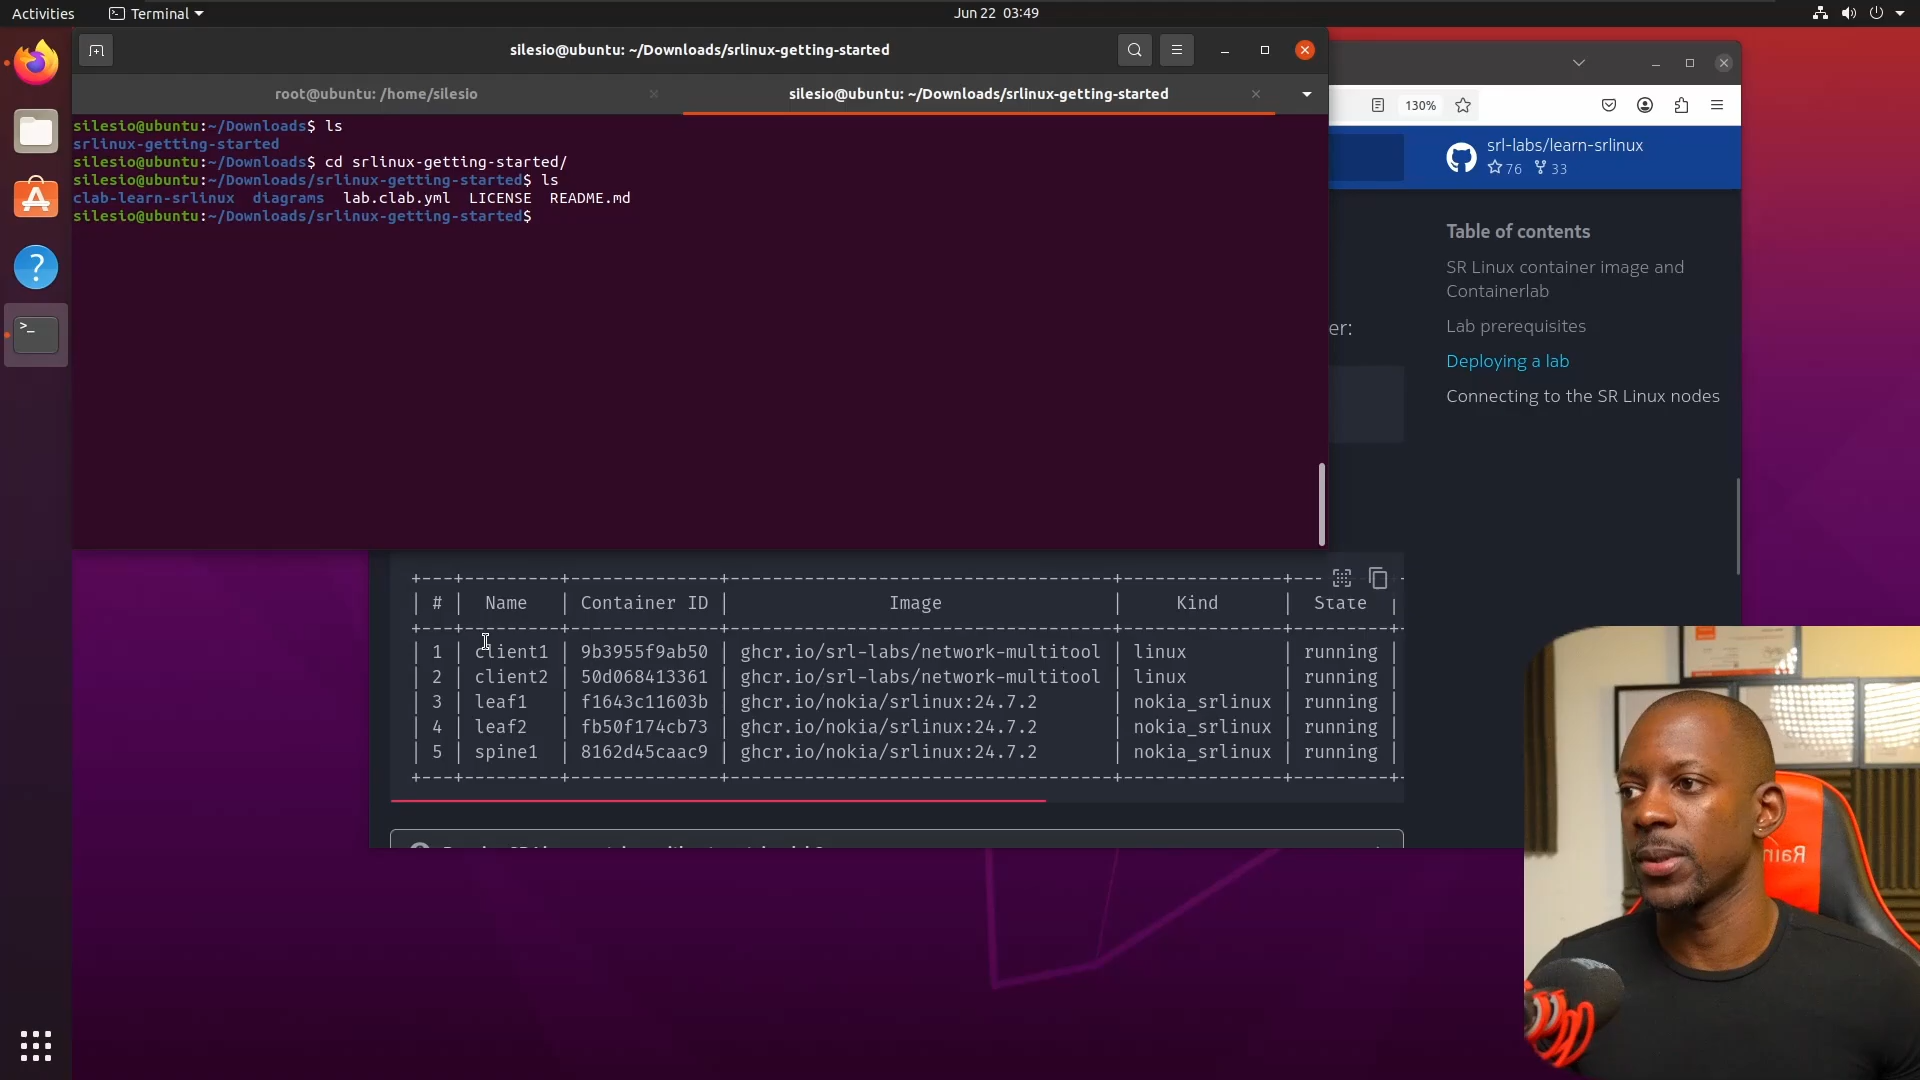 Activities
Terminal
Jun 22 03:49
silesio@ubuntu: ~/Downloads/srlinux-getting-started
root@ubuntu: /home/silesio
silesio@ubuntu: ~/Downloads/srlinux-getting-started
silesio@ubuntu:~/Downloads$ ls
srlinux-getting-started
silesio@ubuntu:~/Downloads$ cd srlinux-getting-started/
silesio@ubuntu:~/Downloads/srlinux-getting-started$ ls
clab-learn-srlinux diagrams lab.clab.yml LICENSE README.md
silesio@ubuntu:~/Downloads/srlinux-getting-started$
130%
srl-labs/learn-srlinux
76 33
Table of contents
SR Linux container image and
Containerlab
Lab prerequisites
Deploying a lab
Connecting to the SR Linux nodes
er:
+---+---------+--------------+------------------------------------+---------------+---
| # | Name | Container ID | Image | Kind | State |
+---+---------+--------------+------------------------------------+---------------+---------+-
| 1 | client1 | 9b3955f9ab50 | ghcr.io/srl-labs/network-multitool | linux | running |
| 2 | client2 | 50d068413361 | ghcr.io/srl-labs/network-multitool | linux | running |
| 3 | leaf1 | f1643c11603b | ghcr.io/nokia/srlinux:24.7.2 | nokia_srlinux | running |
| 4 | leaf2 | fb50f174cb73 | ghcr.io/nokia/srlinux:24.7.2 | nokia_srlinux | running |
| 5 | spine1 | 8162d45caac9 | ghcr.io/nokia/srlinux:24.7.2 | nokia_srlinux | running |
+---+---------+--------------+------------------------------------+---------------+---------+-